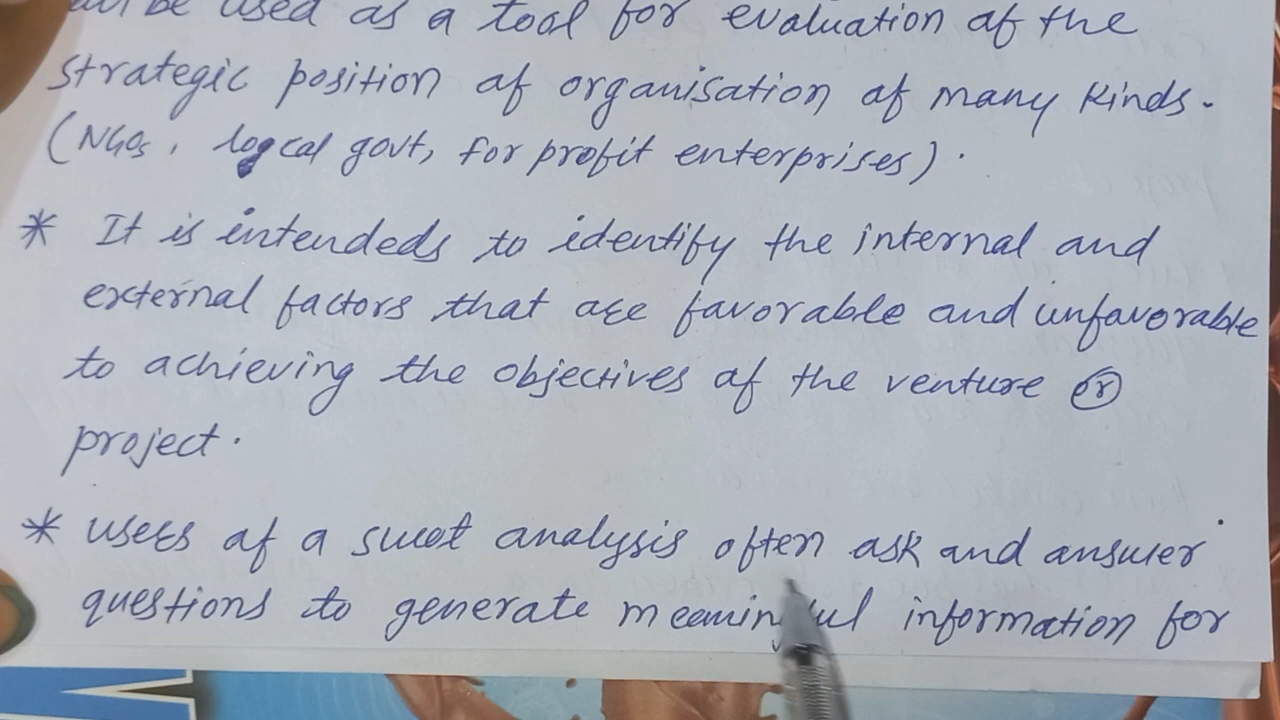 be used as a tool for evaluation of the
strategic position of organisation of many kinds.
(NGOs, logcal govt, for profit enterprises).
* It is intendeds to identify the internal and
external factors that are favorable and unfavorable
to achieving the objectives of the venture or
project.
* users of a swot analysis often ask and answer
questions to generate information for